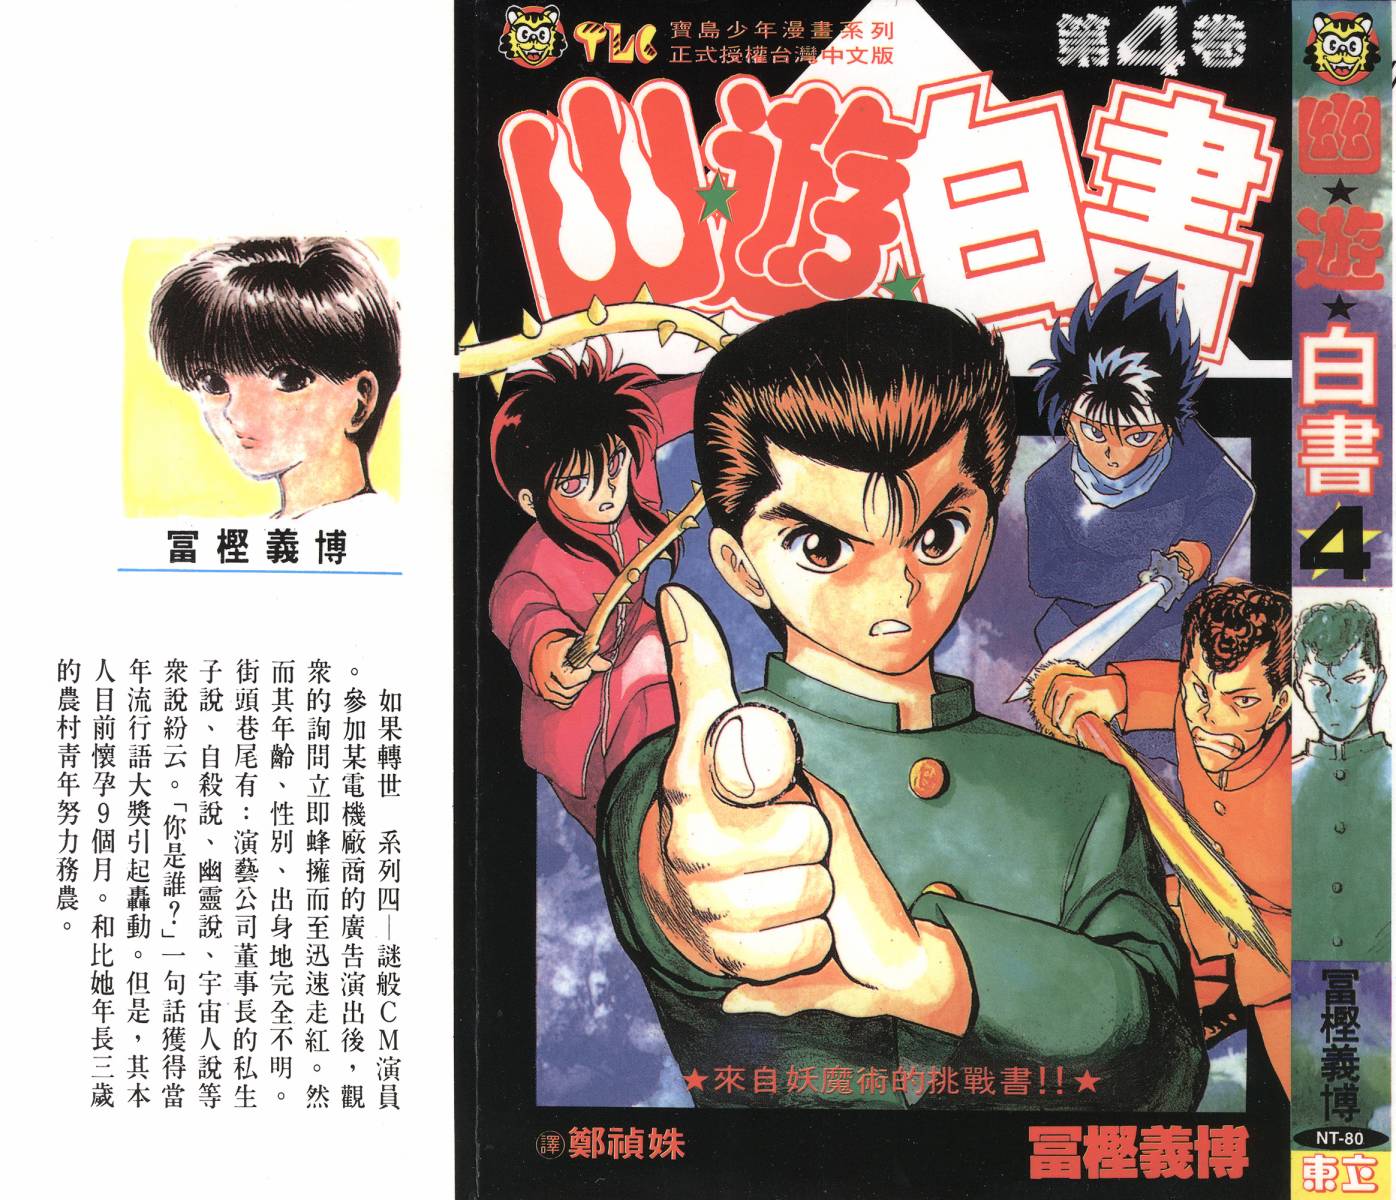 TLC
寶島少年漫畫系列
正式授權台灣中文版
第4卷
幽★遊★白書
★來自妖魔術的挑戰書!!★
譯 鄭禎姝
冨樫義博
幽★遊★白書
4
冨樫義博
NT-80
東立
冨樫義博
如果轉世 系列四—謎般CM演員
。參加某電機廠商的廣告演出後，觀
衆的詢問立即蜂擁而至迅速走紅。然
而其年齡、性別、出身地完全不明。
街頭巷尾有：演藝公司董事長的私生
子說、自殺說、幽靈說、宇宙人說等
衆說紛云。「你是誰？」一句話獲得當
年流行語大獎引起轟動。但是，其本
人目前懷孕9個月。和比她年長三歲
的農村靑年努力務農。